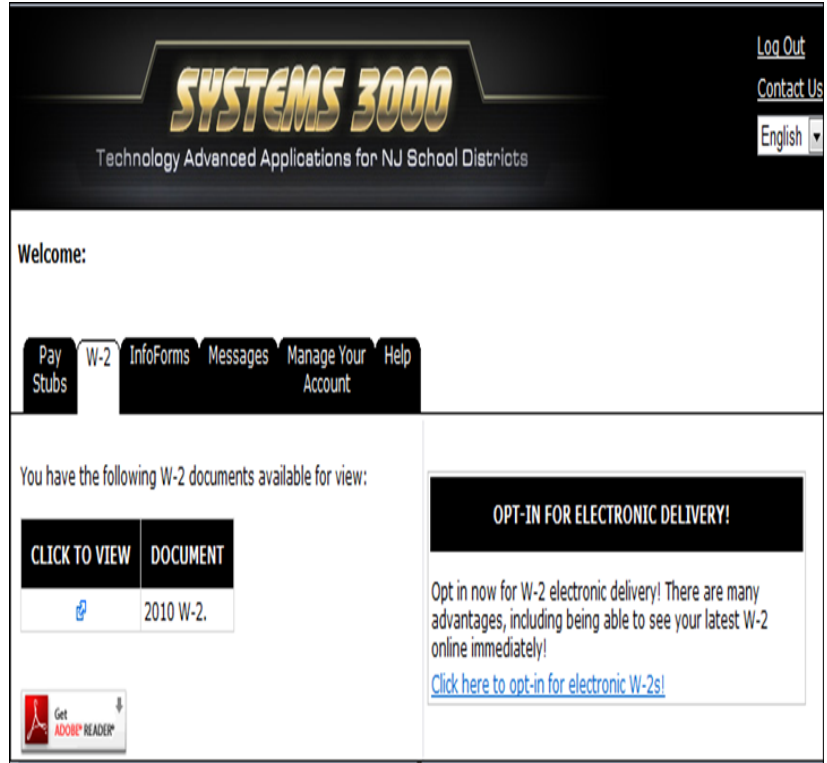 SYSTEMS 3000
Technology Advanced Applications for NJ School Districts
Log Out
Contact Us
English
Welcome:
Pay Stubs
W-2
InfoForms
Messages
Manage Your Account
Help
You have the following W-2 documents available for view:
CLICK TO VIEW DOCUMENT
2010 W-2.
Get
ADOBE® READER®
OPT-IN FOR ELECTRONIC DELIVERY!
Opt in now for W-2 electronic delivery! There are many
advantages, including being able to see your latest W-2
online immediately!
Click here to opt-in for electronic W-2s!